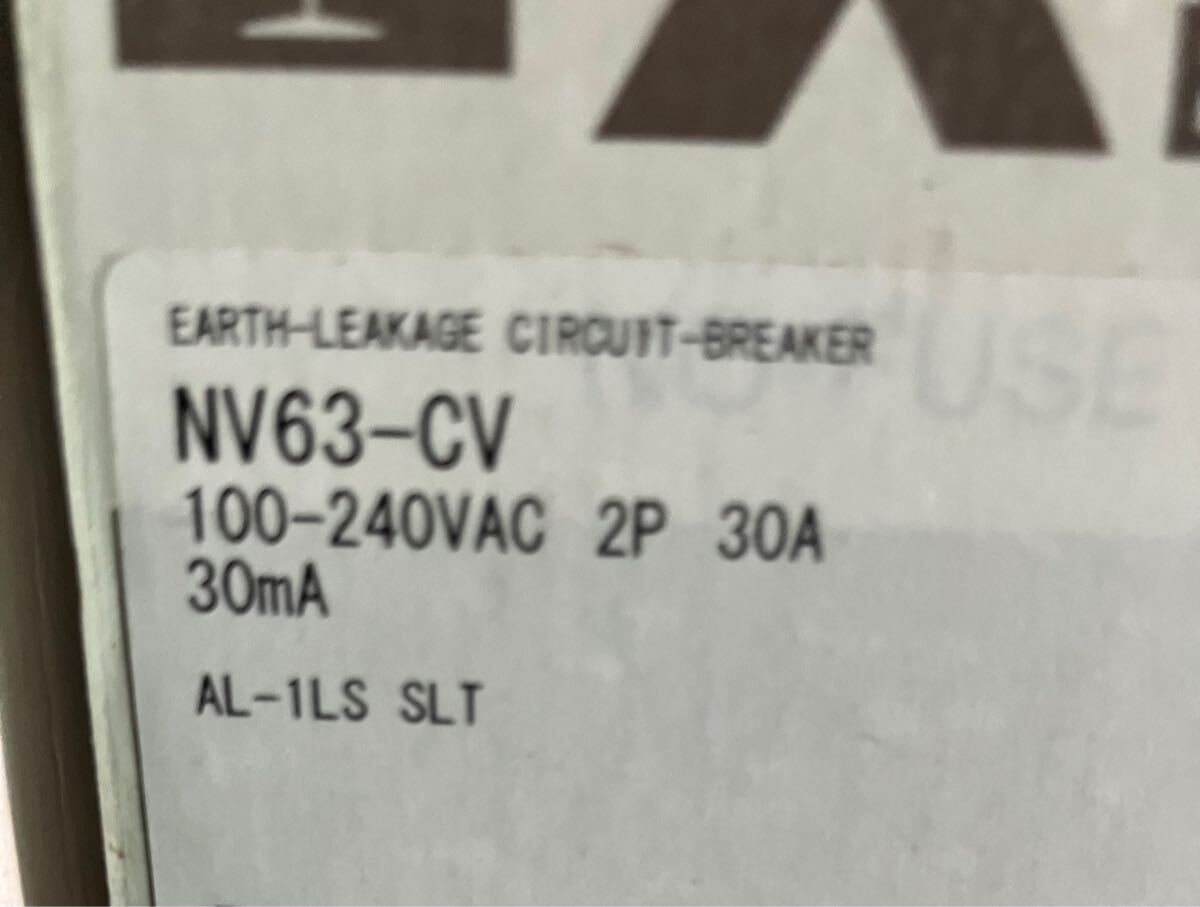 EARTH-LEAKAGE CIRCUIT-BREAKER
NV63-CV
100-240VAC 2P 30A
30mA
AL-1LS SLT